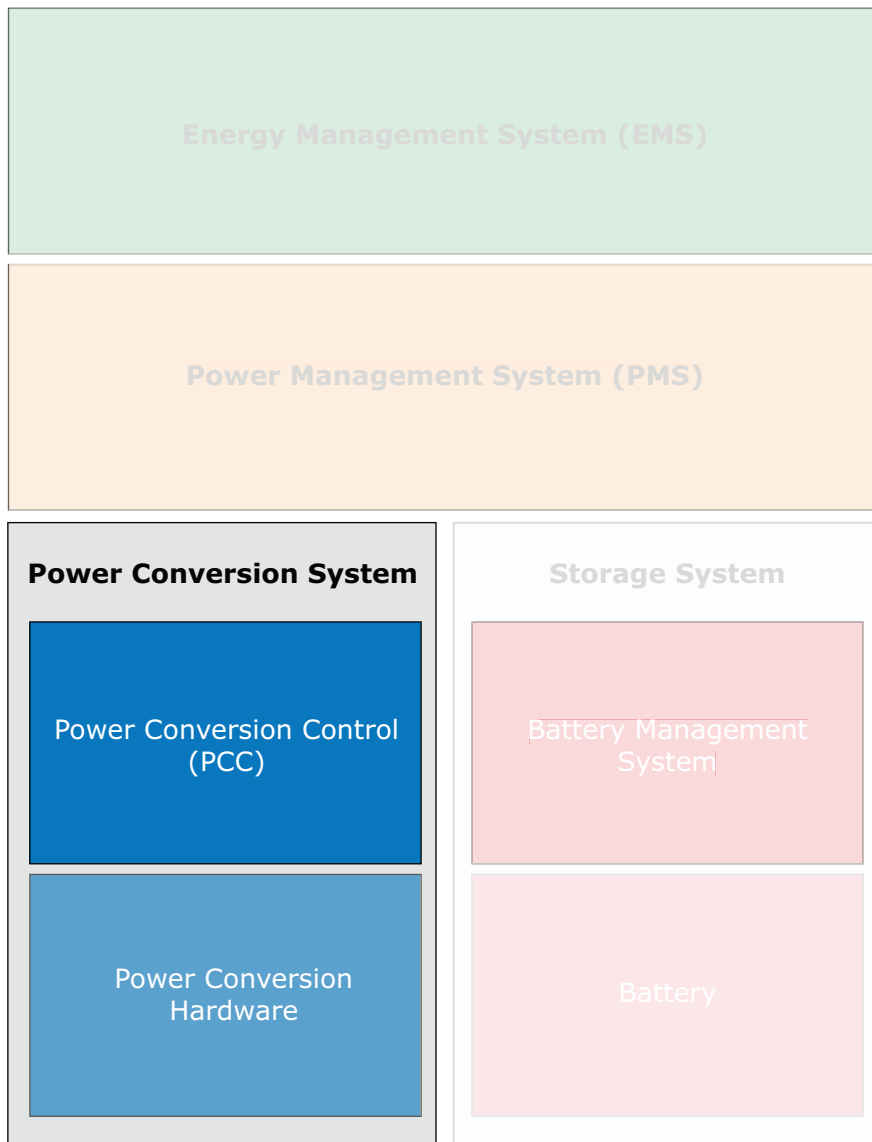 Energy Management System (EMS)
Power Management System (PMS)
Power Conversion System
Power Conversion Control
(PCC)
Power Conversion
Hardware
Storage System
Battery Management
System
Battery